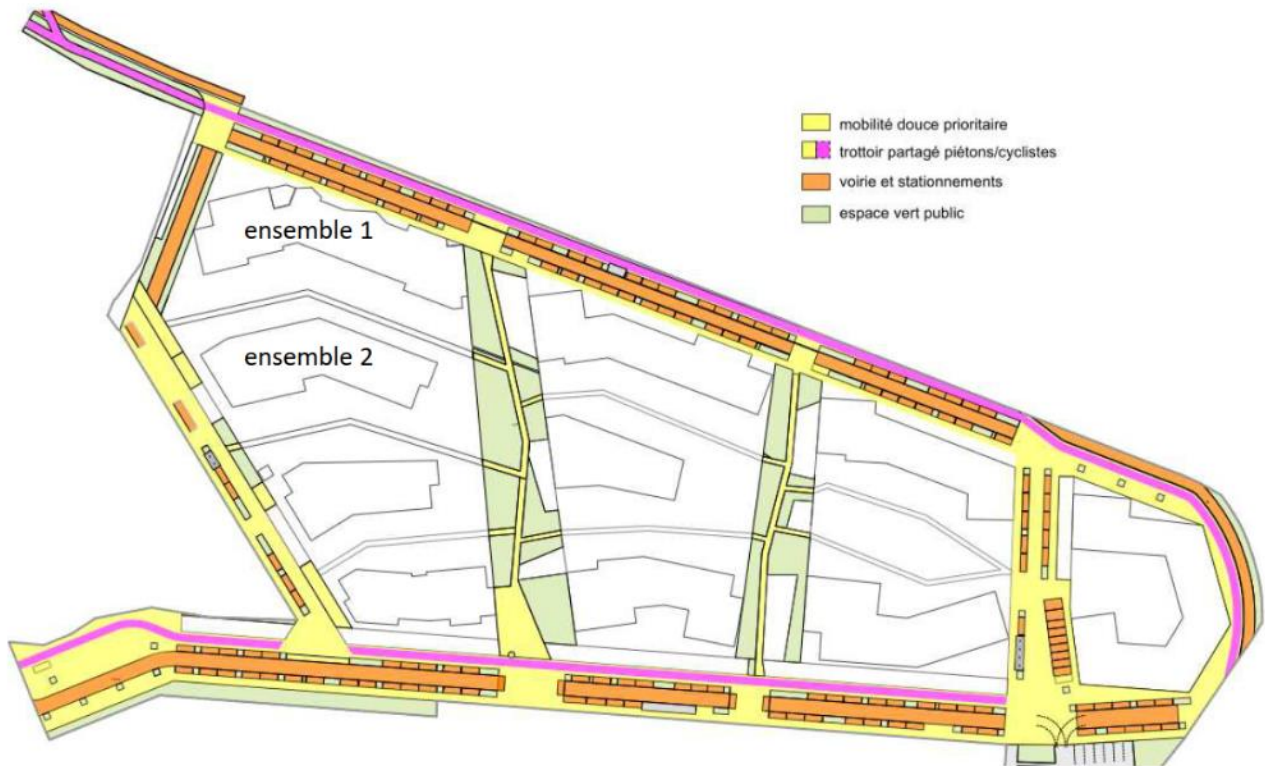 mobilité douce prioritaire
trottoir partagé piétons/cyclistes
voirie et stationnements
espace vert public
ensemble 1
ensemble 2